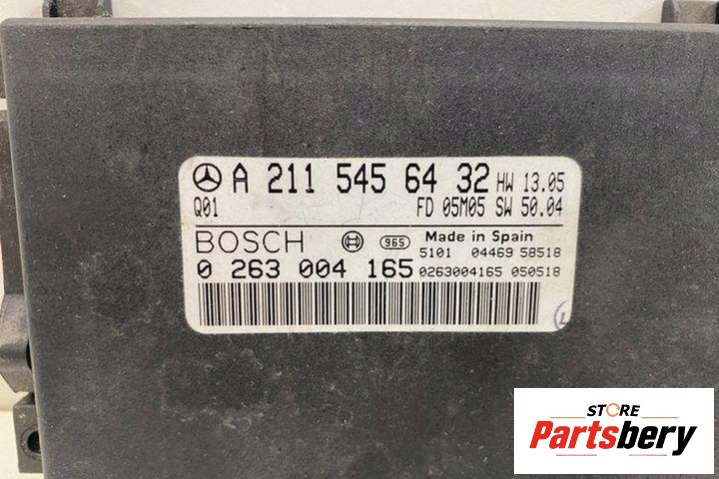 A 211 545 64 32 HW 13.05
Q01 FD 05M05 SW 50.04
BOSCH 965 Made in Spain
5101 04469 58518
0 263 004 165 0263004165 050518
L
STORE
Partsbery